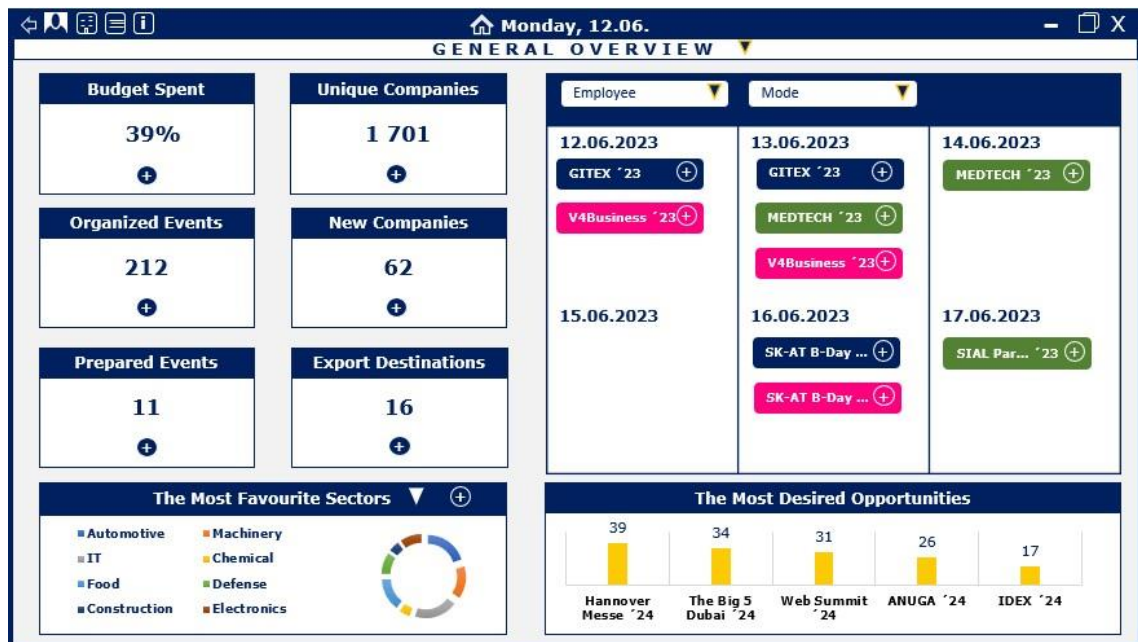 Monday, 12.06.
X
GENERAL OVERVIEW
Budget Spent
39%
Unique Companies
1 701
Organized Events
212
New Companies
62
Prepared Events
11
Export Destinations
16
Employee
Mode
12.06.2023
GITEX ´23
V4Business ´23
13.06.2023
GITEX ´23
MEDTECH ´23
V4Business ´23
14.06.2023
MEDTECH ´23
15.06.2023
16.06.2023
SK-AT B-Day ...
SK-AT B-Day ...
17.06.2023
SIAL Par... ´23
The Most Favourite Sectors
Automotive
Machinery
IT
Chemical
Food
Defense
Construction
Electronics
The Most Desired Opportunities
39
34
31
26
17
Hannover
Messe ´24
The Big 5
Dubai ´24
Web Summit
´24
ANUGA ´24
IDEX ´24